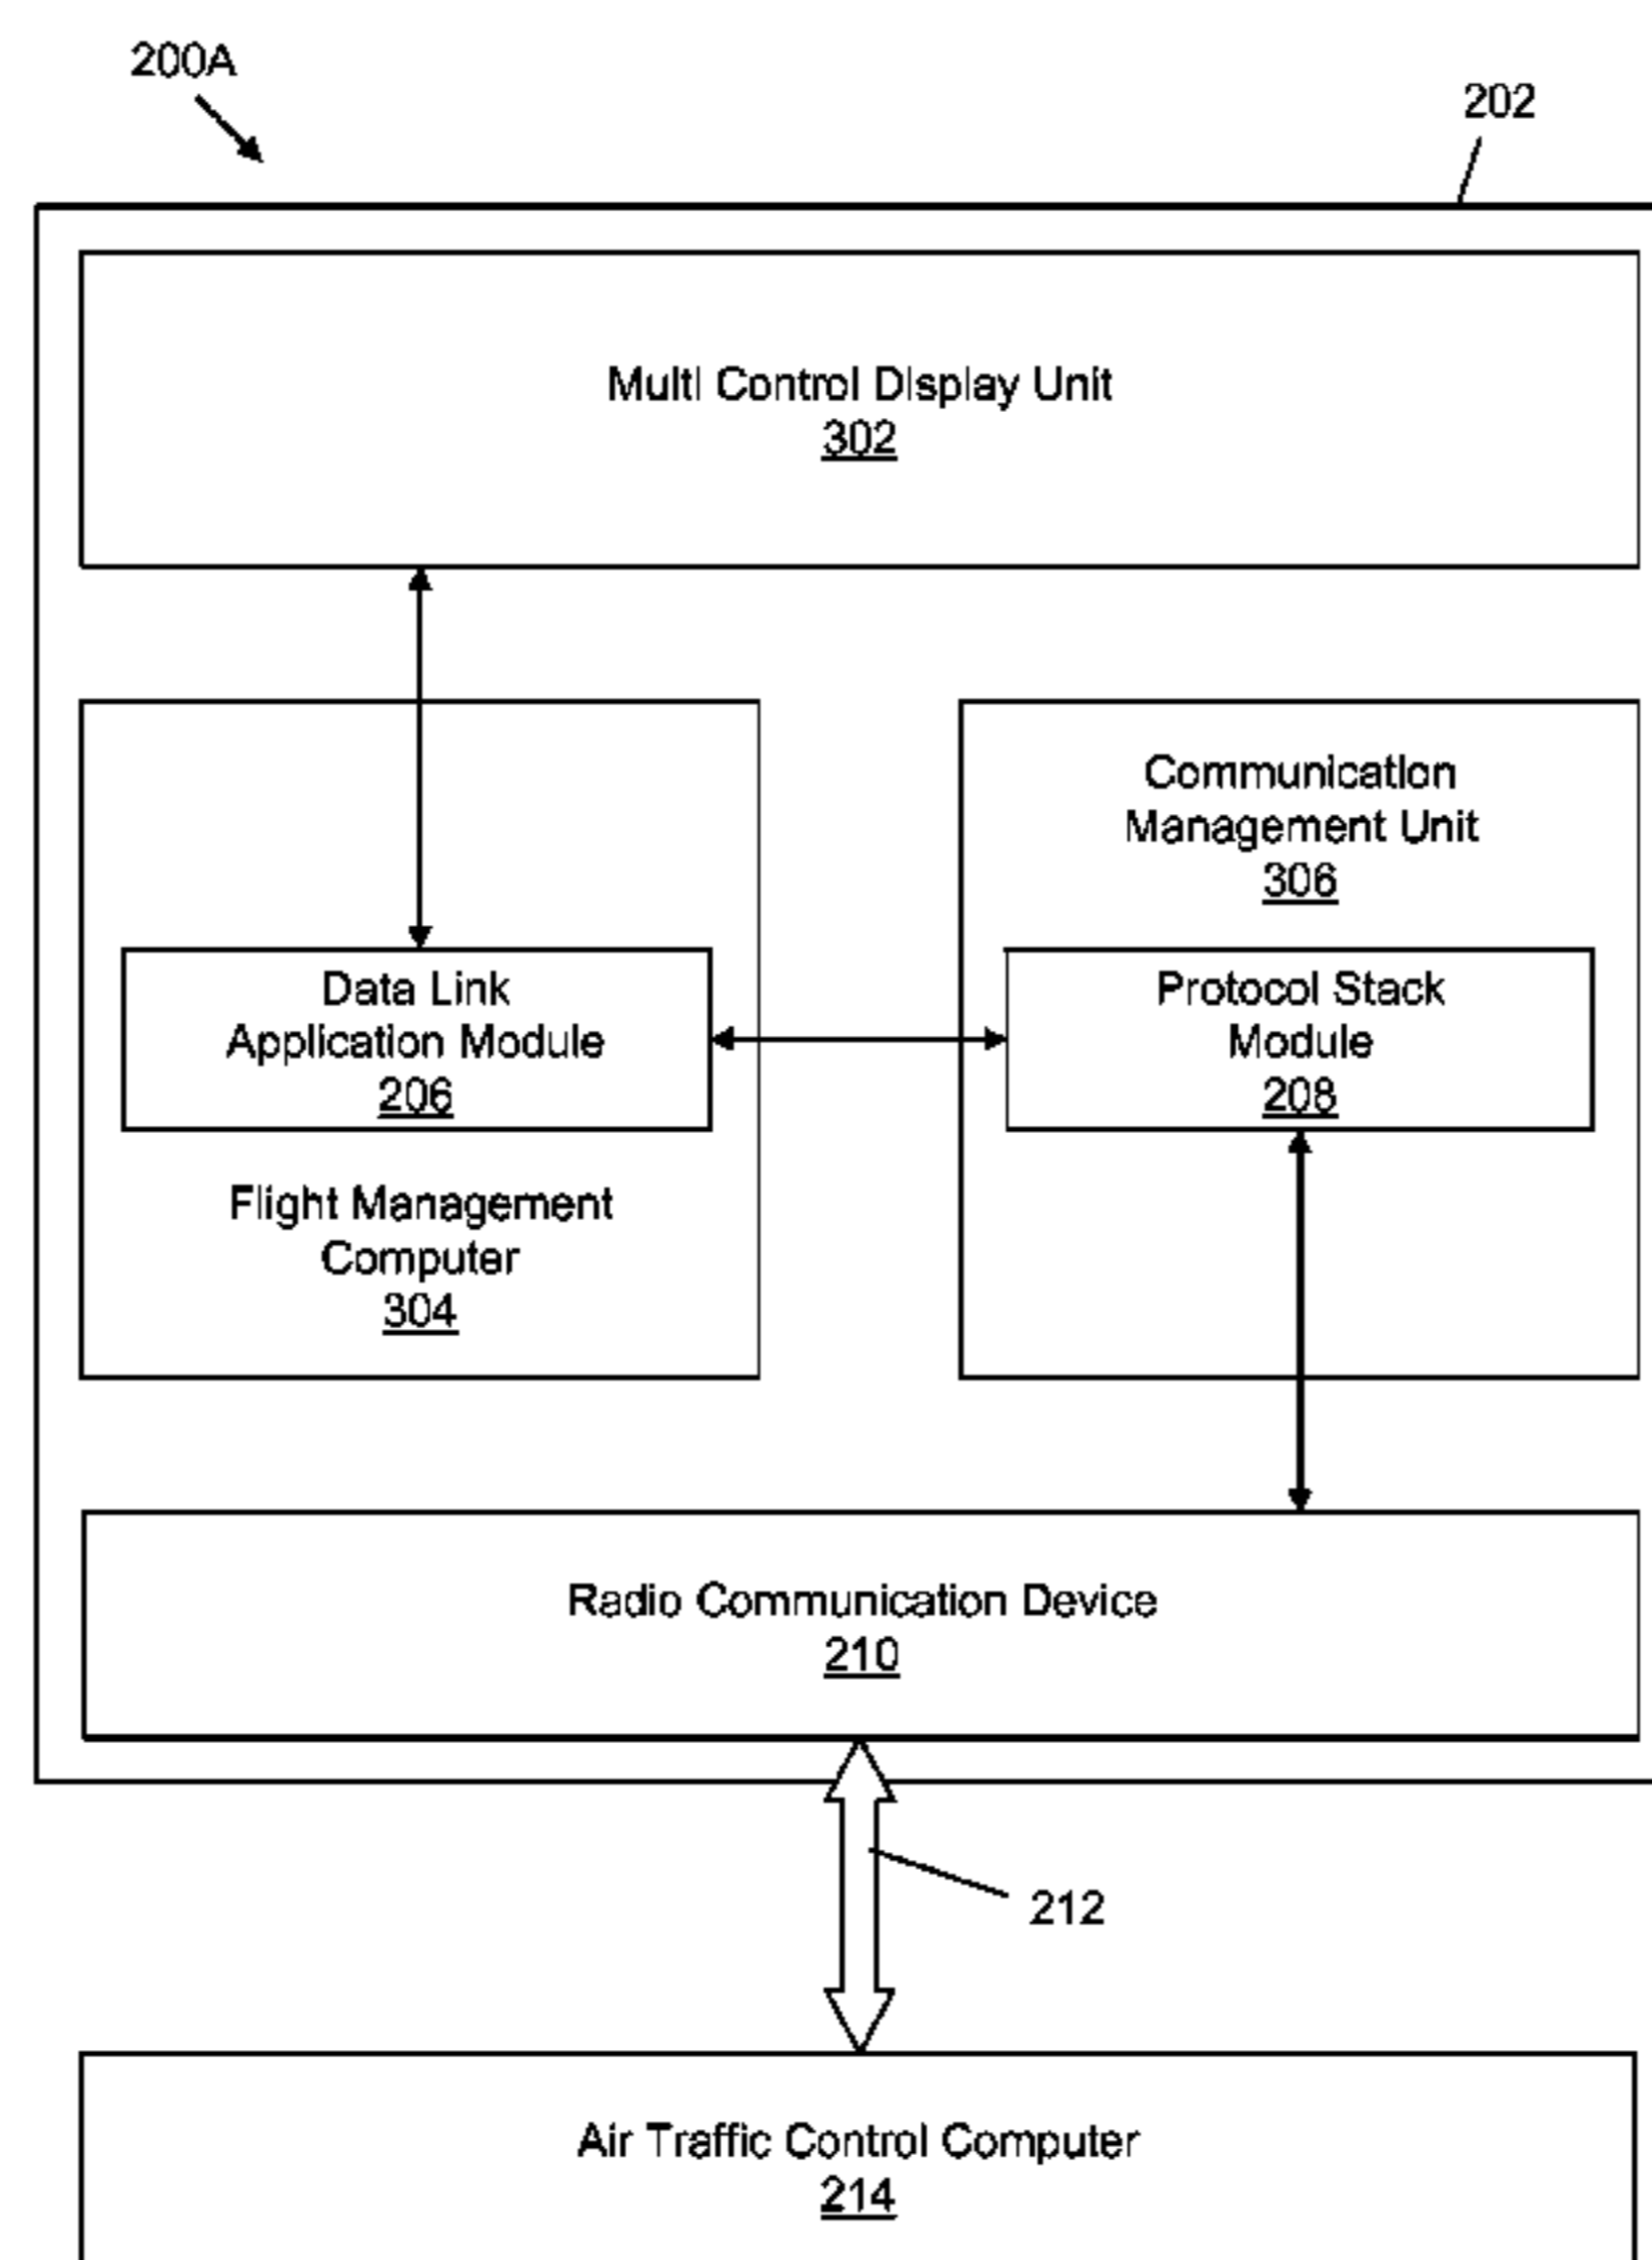 200A
202
Multi Control Display Unit
302
Communication
Management Unit
306
Data Link
Application Module
206
Protocol Stack
Module
208
Flight Management
Computer
304
Radio Communication Device
210
212
Air Traffic Control Computer
214